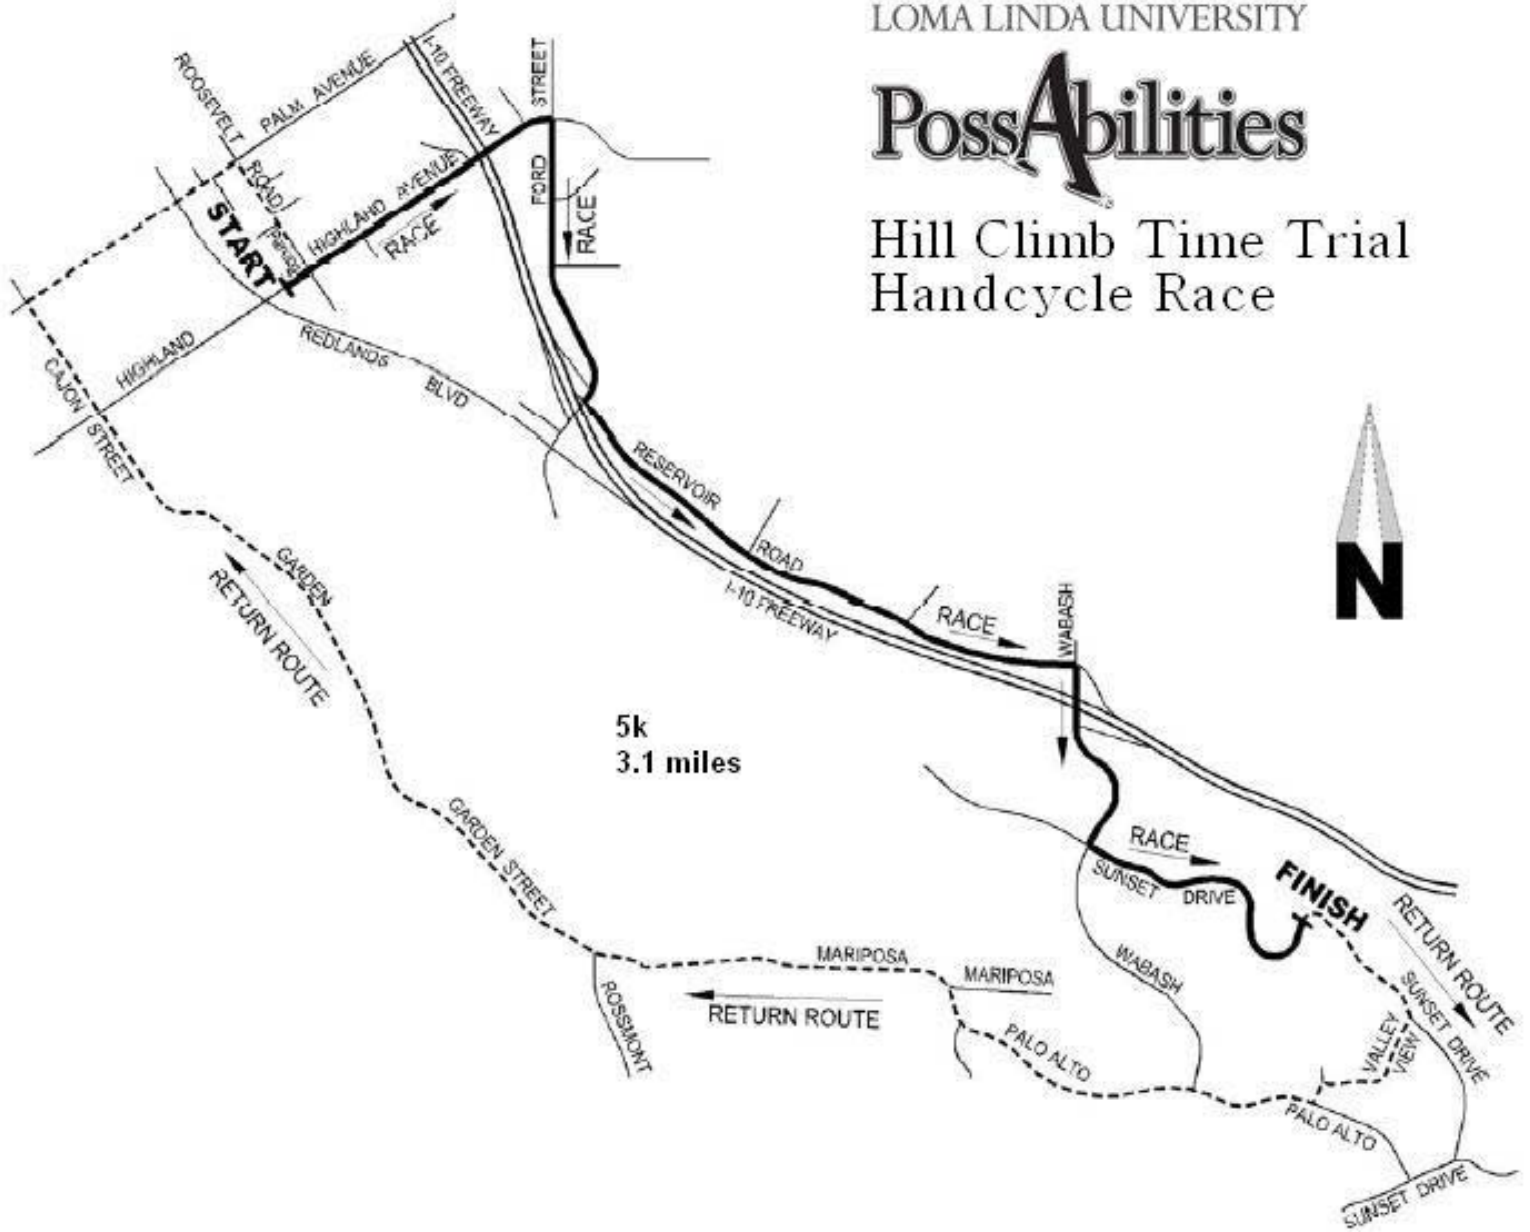 LOMA LINDA UNIVERSITY
PossAbilities
Hill Climb Time Trial
Handcycle Race
I-10 FREEWAY
STREET
FORD
ROOSEVELT
ROAD
PALM AVENUE
START
Parking
HIGHLAND AVENUE
RACE
RACE
HIGHLAND
REDLANDS
BLVD
CAJON
STREET
RESERVOIR
ROAD
I-10 FREEWAY
GARDEN
RETURN ROUTE
RACE
WABASH
N
5k
3.1 miles
GARDEN STREET
RACE
SUNSET
DRIVE
FINISH
RETURN ROUTE
MARIPOSA
MARIPOSA
WABASH
RETURN ROUTE
ROSSMONT
PALO ALTO
VALLEY
VIEW
SUNSET DRIVE
PALO ALTO
SUNSET DRIVE